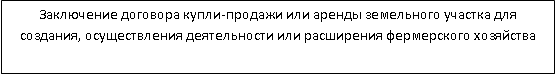 Заключение договора купли-продажи или аренды земельного участка для
создания, осуществления деятельности или расширения фермерского хозяйства